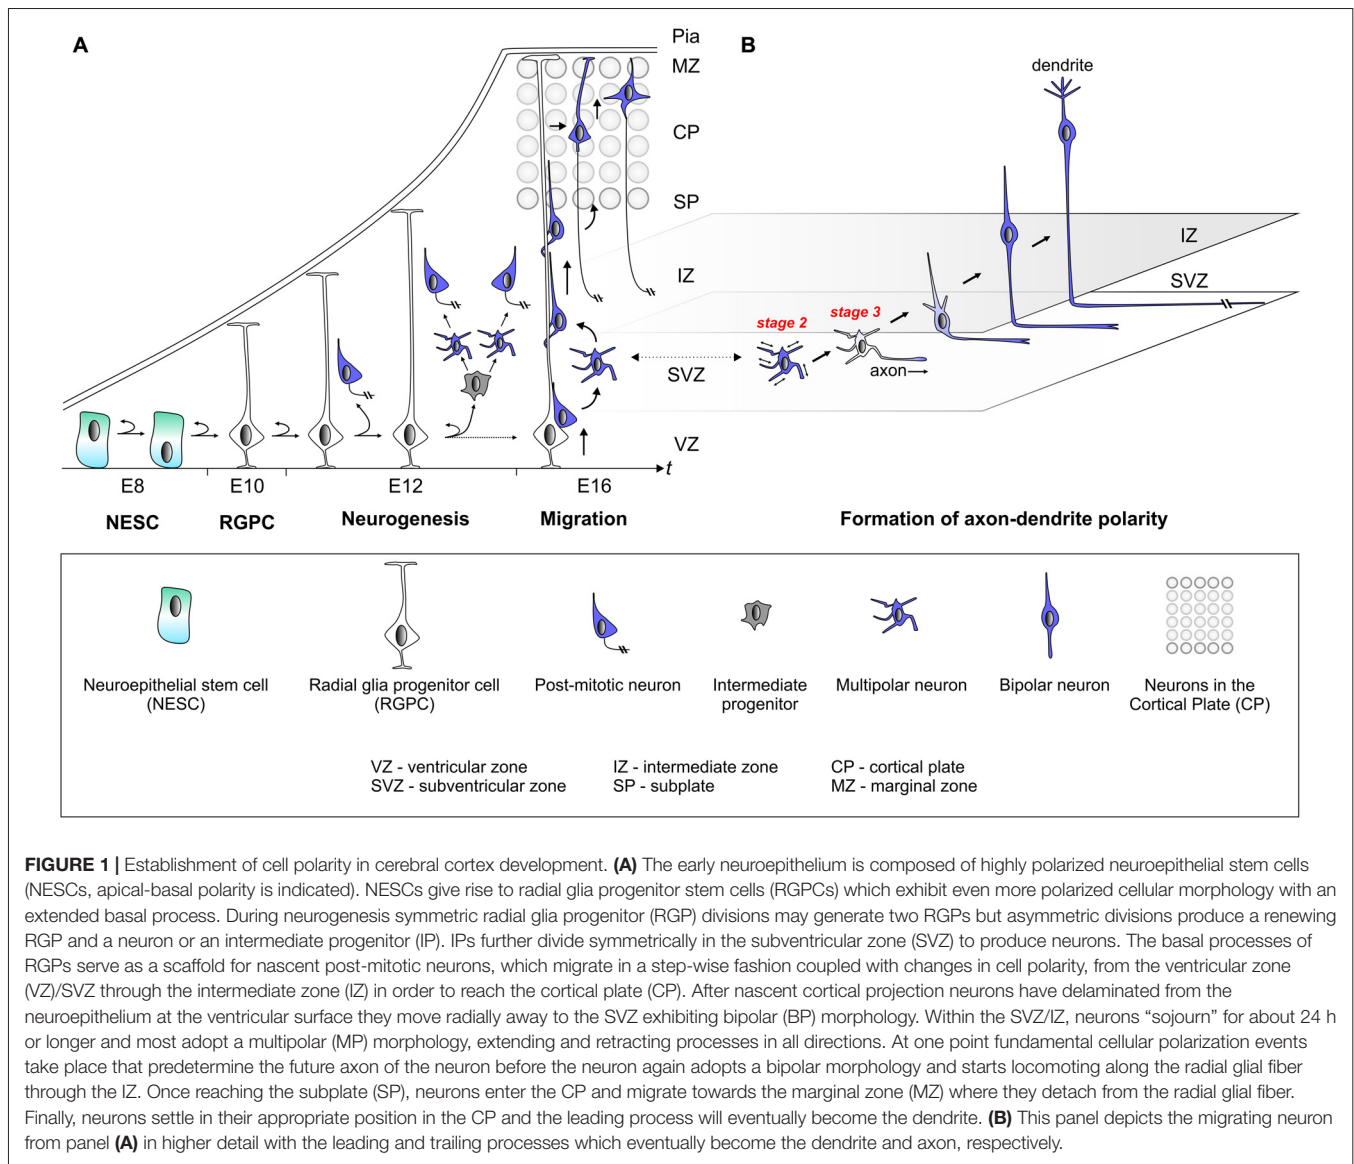 A
B
Pia
MZ
CP
SP
IZ
SVZ
VZ
dendrite
IZ
SVZ
stage 2
stage 3
axon
t
E8
E10
E12
E16
NESC
RGPC
Neurogenesis
Migration
Formation of axon-dendrite polarity
Neuroepithelial stem cell
(NESC)
Radial glia progenitor cell
(RGPC)
Post-mitotic neuron
Intermediate
progenitor
Multipolar neuron
Bipolar neuron
Neurons in the
Cortical Plate (CP)
VZ - ventricular zone
SVZ - subventricular zone
IZ - intermediate zone
SP - subplate
CP - cortical plate
MZ - marginal zone
FIGURE 1 | Establishment of cell polarity in cerebral cortex development. (A) The early neuroepithelium is composed of highly polarized neuroepithelial stem cells
(NESCs, apical-basal polarity is indicated). NESCs give rise to radial glia progenitor stem cells (RGPCs) which exhibit even more polarized cellular morphology with an
extended basal process. During neurogenesis symmetric radial glia progenitor (RGP) divisions may generate two RGPs but asymmetric divisions produce a renewing
RGP and a neuron or an intermediate progenitor (IP). IPs further divide symmetrically in the subventricular zone (SVZ) to produce neurons. The basal processes of
RGPs serve as a scaffold for nascent post-mitotic neurons, which migrate in a step-wise fashion coupled with changes in cell polarity, from the ventricular zone
(VZ)/SVZ through the intermediate zone (IZ) in order to reach the cortical plate (CP). After nascent cortical projection neurons have delaminated from the
neuroepithelium at the ventricular surface they move radially away to the SVZ exhibiting bipolar (BP) morphology. Within the SVZ/IZ, neurons “sojourn” for about 24 h
or longer and most adopt a multipolar (MP) morphology, extending and retracting processes in all directions. At one point fundamental cellular polarization events
take place that predetermine the future axon of the neuron before the neuron again adopts a bipolar morphology and starts locomoting along the radial glial fiber
through the IZ. Once reaching the subplate (SP), neurons enter the CP and migrate towards the marginal zone (MZ) where they detach from the radial glial fiber.
Finally, neurons settle in their appropriate position in the CP and the leading process will eventually become the dendrite. (B) This panel depicts the migrating neuron
from panel (A) in higher detail with the leading and trailing processes which eventually become the dendrite and axon, respectively.